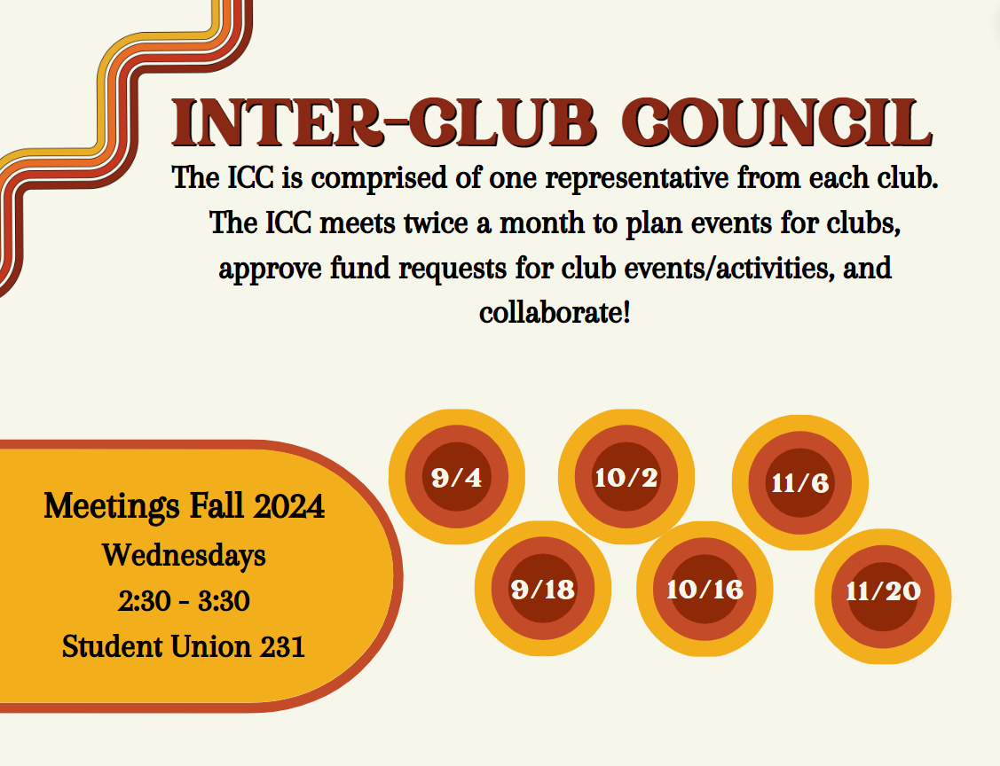 INTER-CLUB COUNCIL
The ICC is comprised of one representative from each club.
The ICC meets twice a month to plan events for clubs,
approve fund requests for club events/activities, and
collaborate!
Meetings Fall 2024
Wednesdays
2:30 - 3:30
Student Union 231
9/4
10/2
11/6
9/18
10/16
11/20